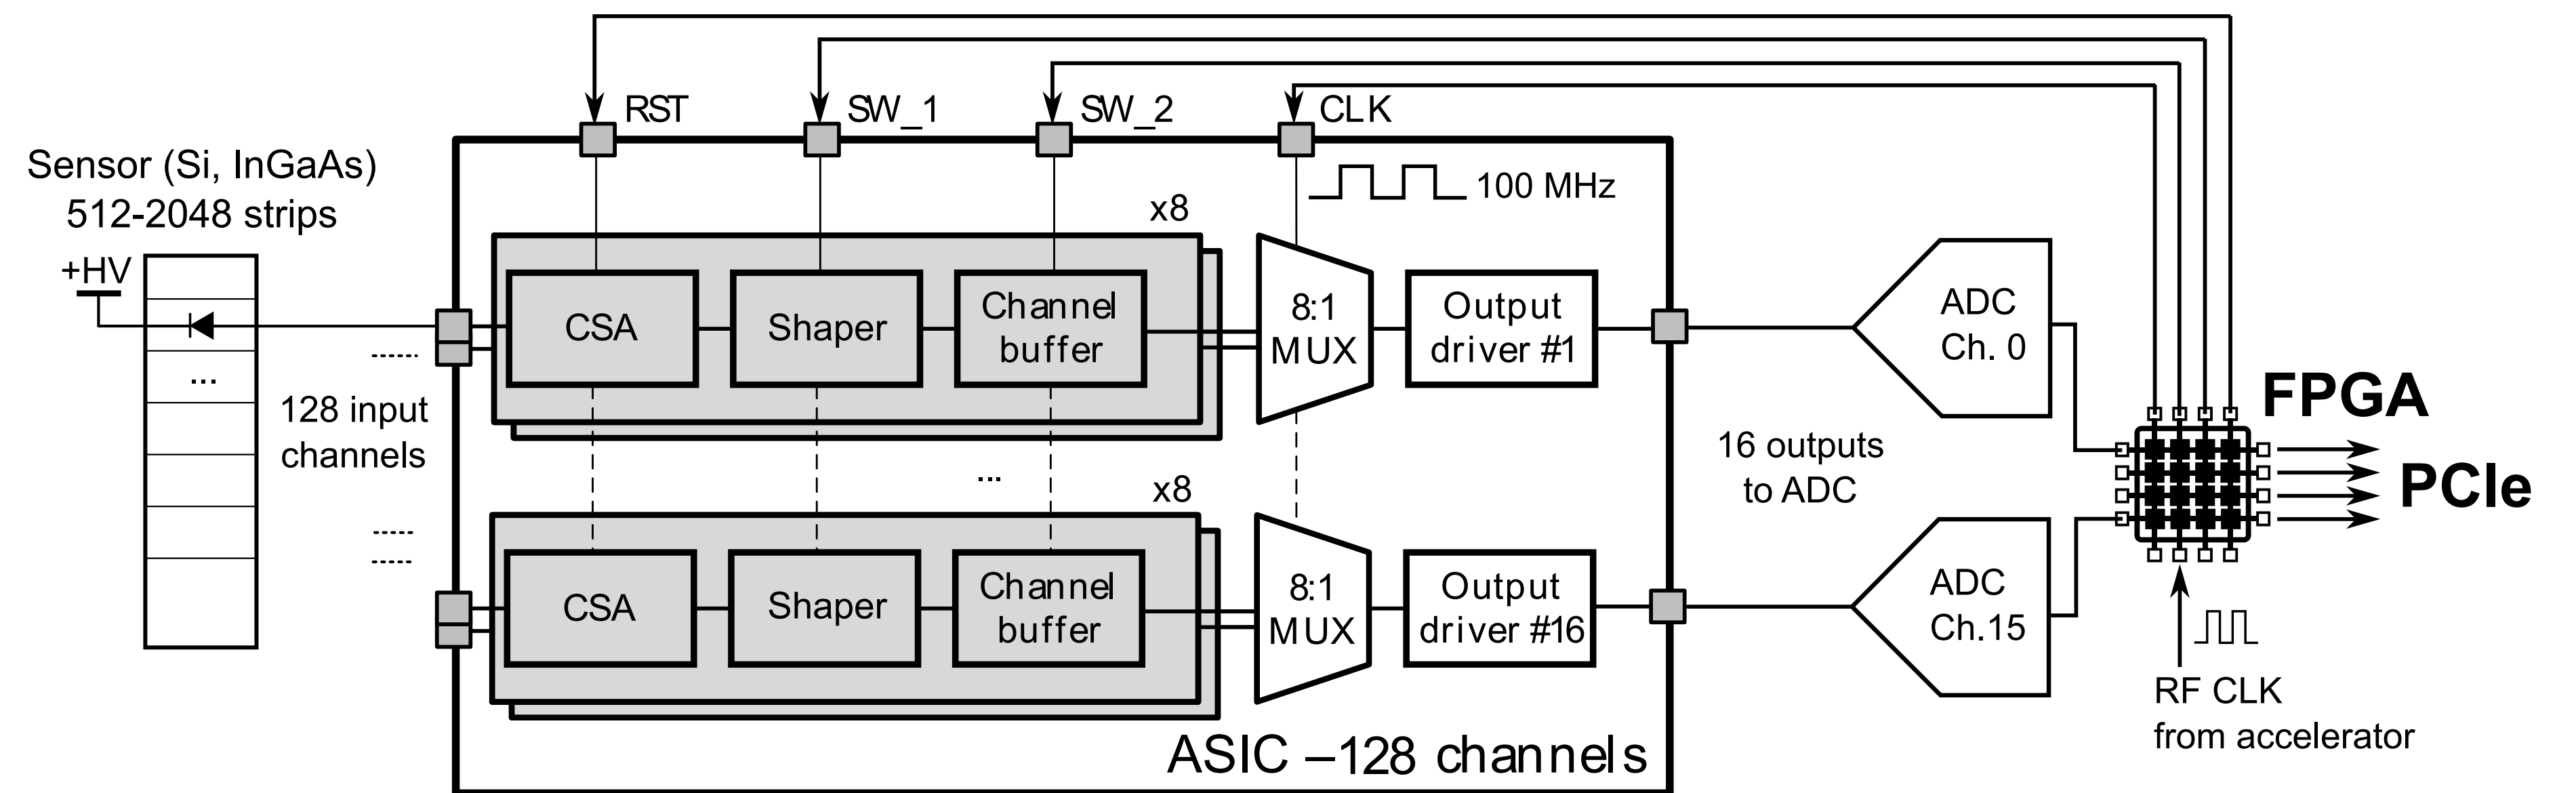 RST
SW_1
SW_2
CLK
Sensor (Si, InGaAs)
512-2048 strips
+HV
...
128 input
channels
100 MHz
x8
CSA
Shaper
Channel
buffer
8:1
MUX
Output
driver #1
ADC
Ch. 0
...
x8
CSA
Shaper
Channel
buffer
8:1
MUX
Output
driver #16
16 outputs
to ADC
ADC
Ch.15
FPGA
PCIe
RF CLK
from accelerator
ASIC –128 channels